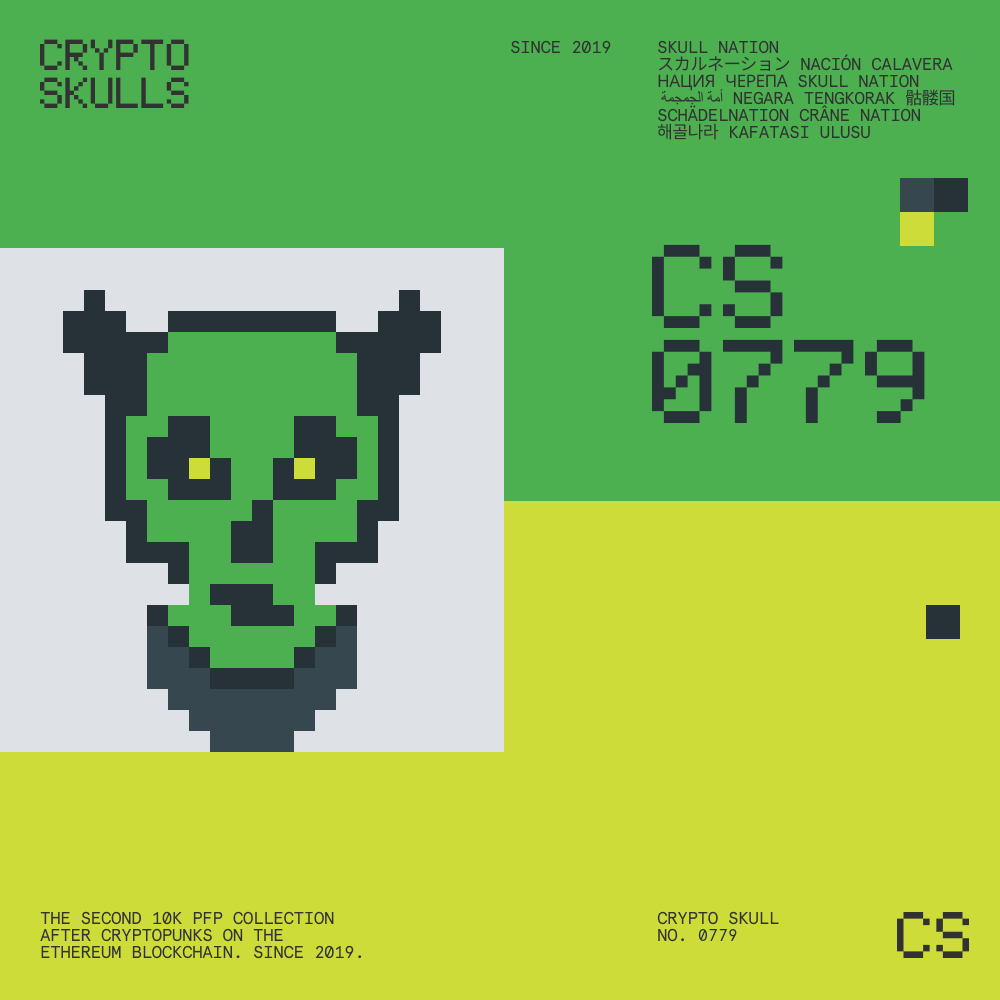 CRYPTO
SKULLS
SINCE 2019
SKULL NATION
スカルネーション NACIÓN CALAVERA
НАЦИЯ ЧЕРЕПА SKULL NATION
أمة الجمجمة NEGARA TENGKORAK 骷髅国
SCHÄDELNATION CRÂNE NATION
해골나라 KAFATASI ULUSU
CS
0779
THE SECOND 10K PFP COLLECTION
AFTER CRYPTOPUNKS ON THE
ETHEREUM BLOCKCHAIN. SINCE 2019.
CRYPTO SKULL
NO. 0779
CS